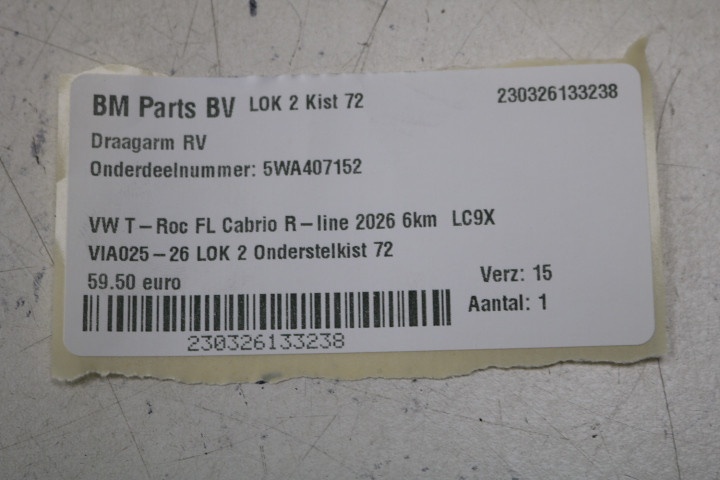 BM Parts BV LOK 2 Kist 72 230326133238
Draagarm RV
Onderdeelnummer: 5WA407152
VW T-Roc FL Cabrio R-line 2026 6km LC9X
VIA025-26 LOK 2 Onderstelkist 72
59.50 euro Verz: 15
Aantal: 1
230326133238